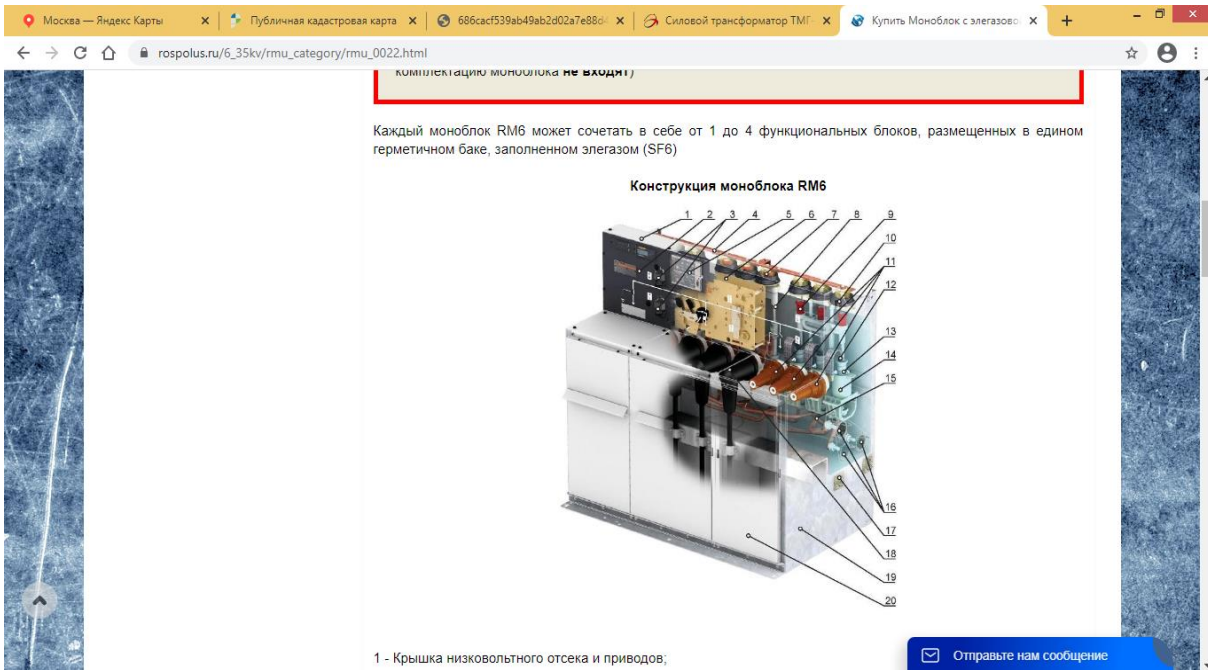 Москва — Яндекс Карты
Публичная кадастровая карта
Силовой трансформатор ТМГ
Купить Моноблок с элегазово
rospolus.ru/6_35kv/rmu_category/rmu_0022.html
комплектацию моноблока не входят)
Каждый моноблок RM6 может сочетать в себе от 1 до 4 функциональных блоков, размещенных в едином
герметичном баке, заполненном элегазом (SF6)
Конструкция моноблока RM6
1 2 3 4 5 6 7 8 9
10
11
12
13
14
15
16
17
18
19
20
1 - Крышка низковольтного отсека и приводов;
Отправьте нам сообщение